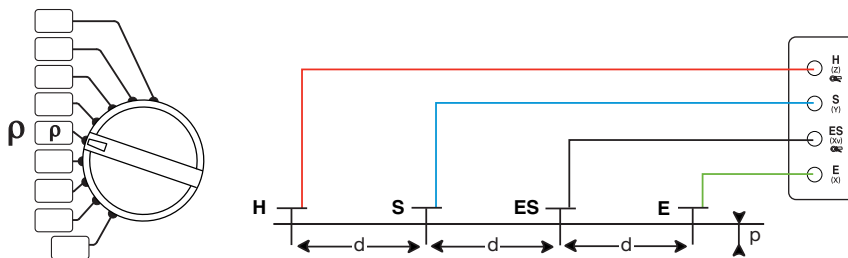 ρ ρ
H
(Z)
S
(Y)
ES
(Xv)
E
(X)
H S ES E
d d d p